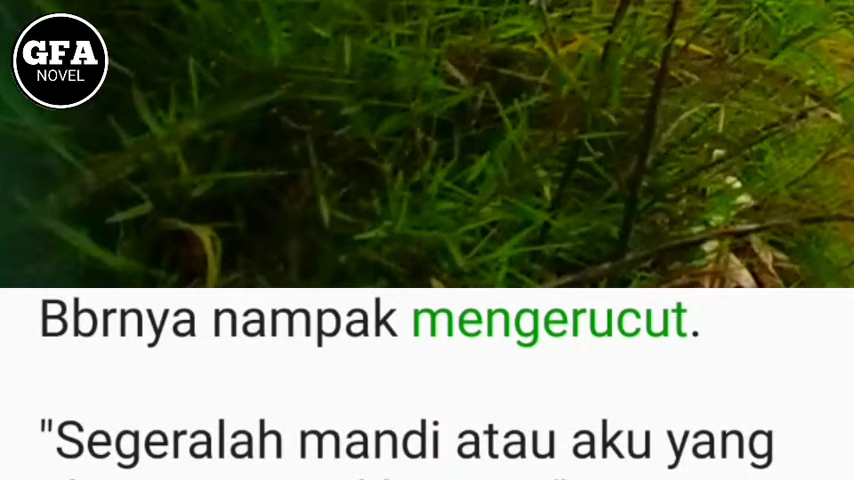 GFA
NOVEL
Bbrnya nampak mengerucut.
"Segeralah mandi atau aku yang